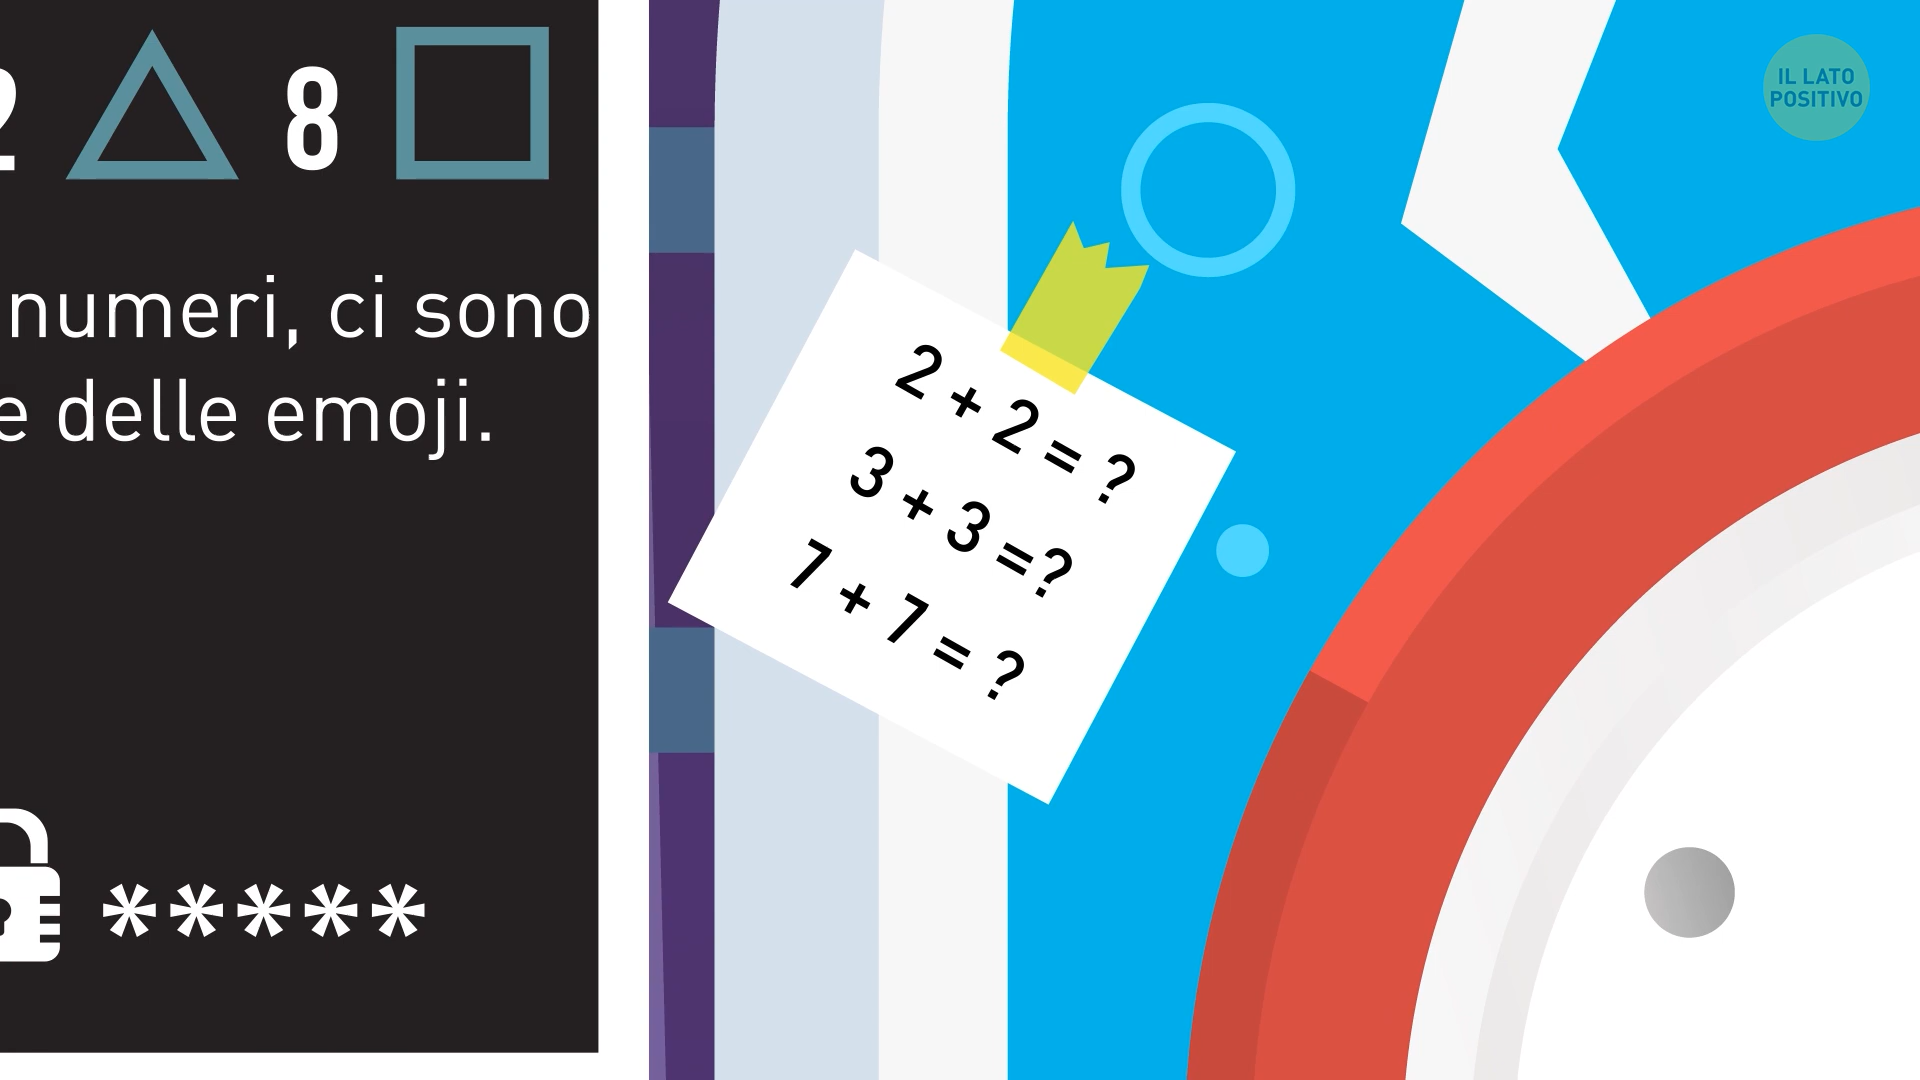 2 8
numeri, ci sono
e delle emoji.
*****
2 + 2 = ?
3 + 3 =?
7 + 7 = ?
IL LATO
POSITIVO